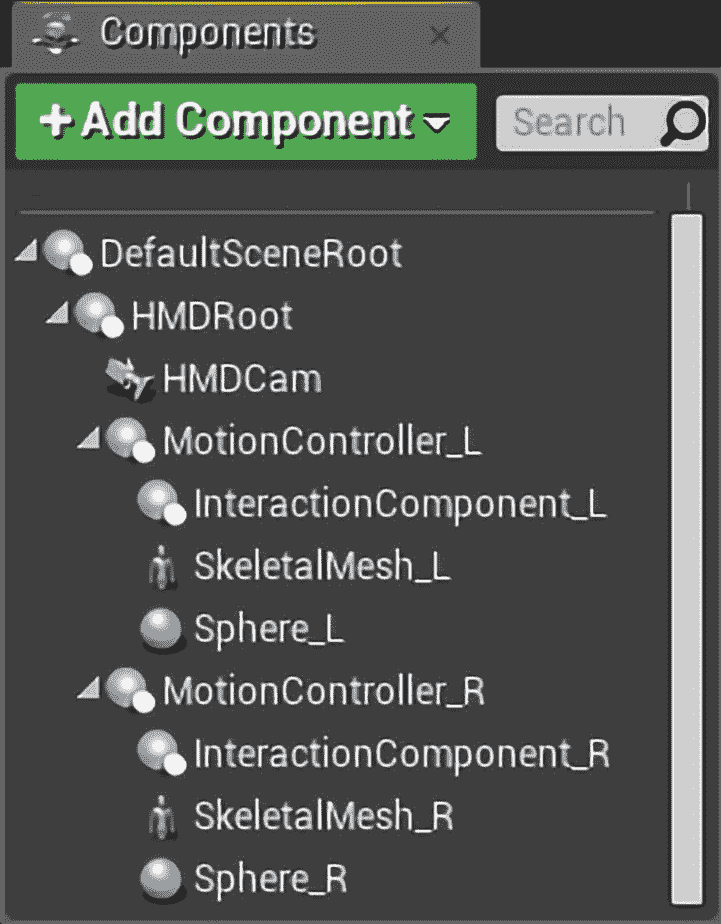 Components
+ Add Component
Search
DefaultSceneRoot
HMDRoot
HMDCam
MotionController_L
InteractionComponent_L
SkeletalMesh_L
Sphere_L
MotionController_R
InteractionComponent_R
SkeletalMesh_R
Sphere_R